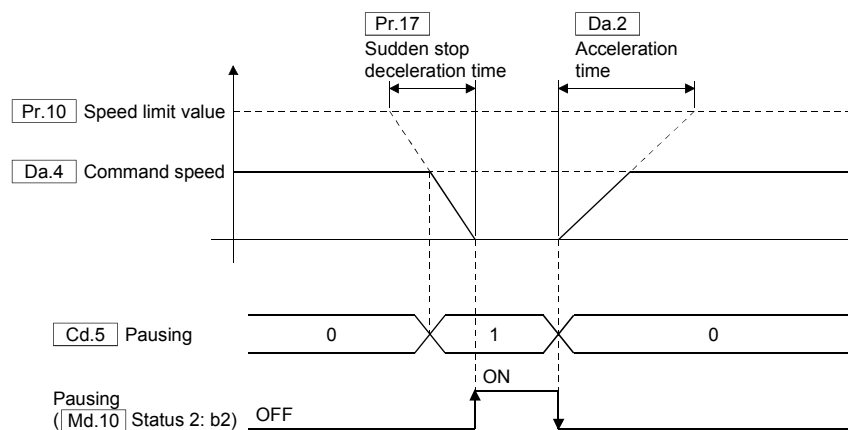 Pr.17
Sudden stop
deceleration time
Da.2
Acceleration
time
Pr.10 Speed limit value
Da.4 Command speed
Cd.5 Pausing
0
1
0
Pausing
( Md.10 Status 2: b2)
OFF
ON